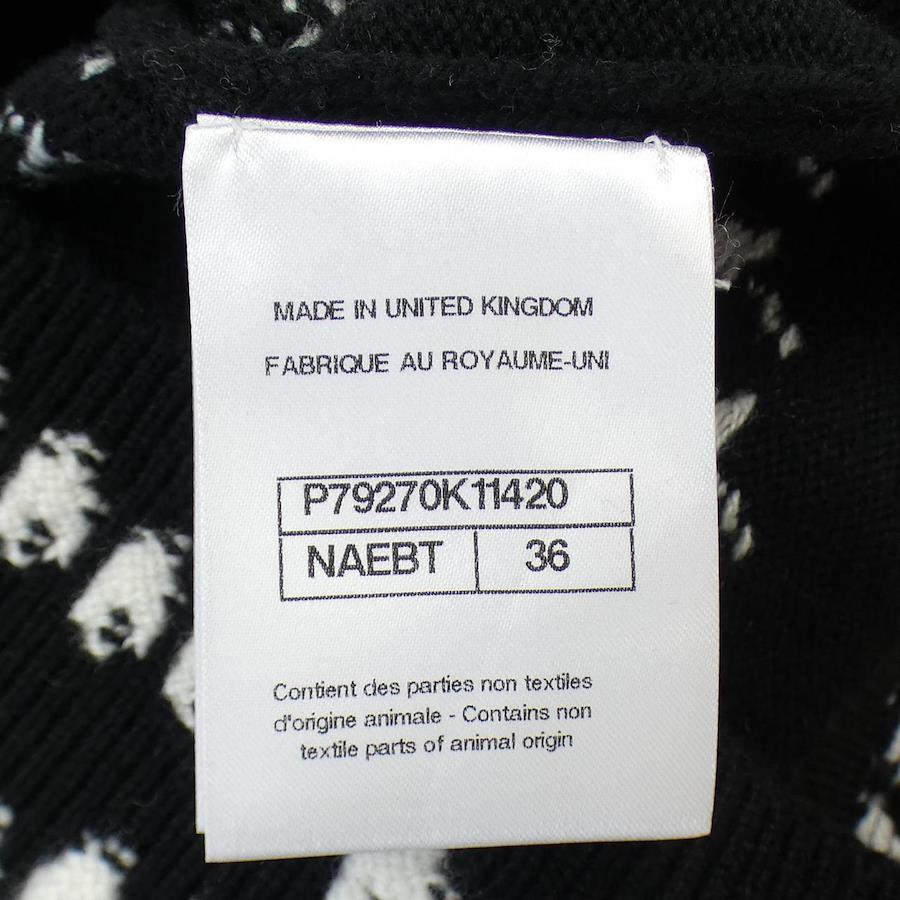 MADE IN UNITED KINGDOM
FABRIQUE AU ROYAUME-UNI
P79270K11420
NAEBT 36
Contient des parties non textiles
d'origine animale - Contains non
textile parts of animal origin